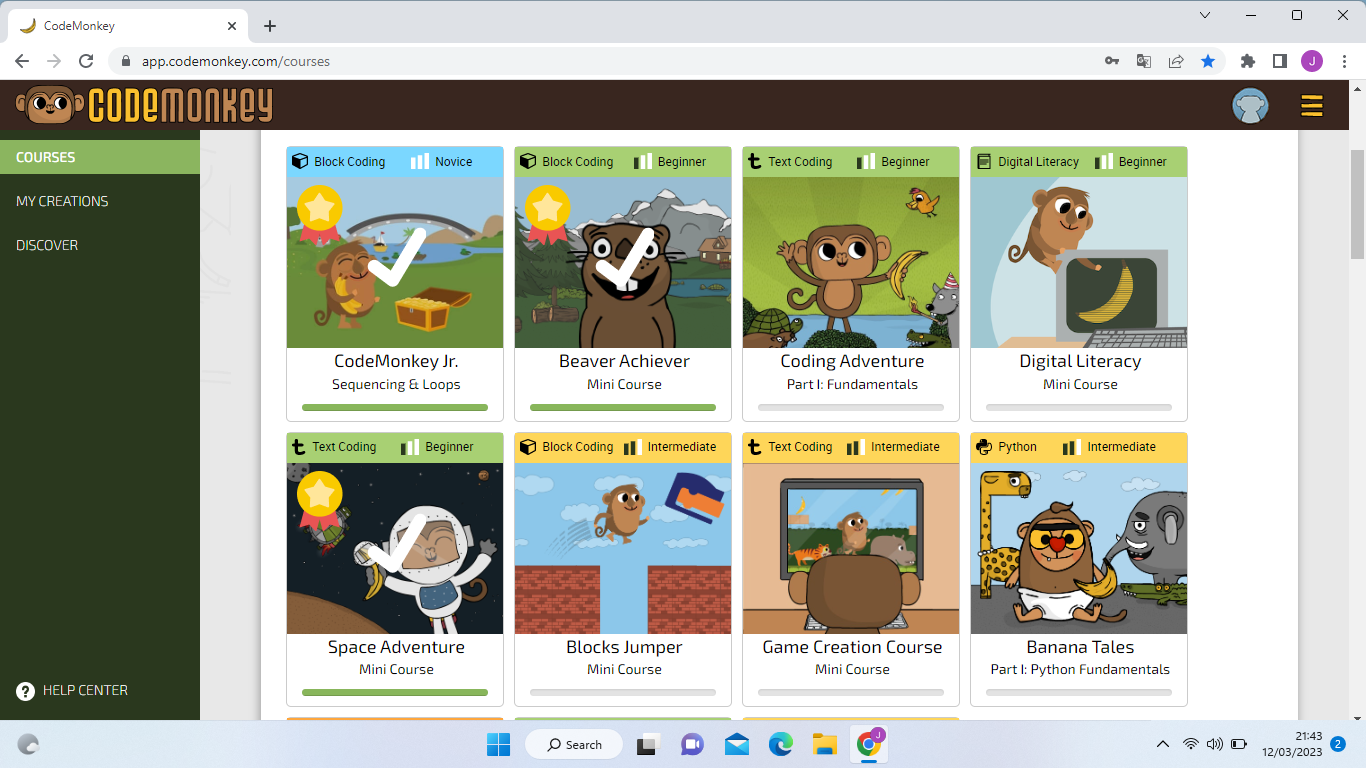 CodeMonkey
app.codemonkey.com/courses
J
CODEMONKEY
COURSES
MY CREATIONS
DISCOVER
HELP CENTER
Block Coding Novice
CodeMonkey Jr.
Sequencing & Loops
Block Coding Beginner
Beaver Achiever
Mini Course
Text Coding Beginner
Coding Adventure
Part I: Fundamentals
Digital Literacy Beginner
Digital Literacy
Mini Course
Text Coding Beginner
Space Adventure
Mini Course
Block Coding Intermediate
Blocks Jumper
Mini Course
Text Coding Intermediate
Game Creation Course
Mini Course
Python Intermediate
Banana Tales
Part I: Python Fundamentals
Search
J
21:43
12/03/2023
2